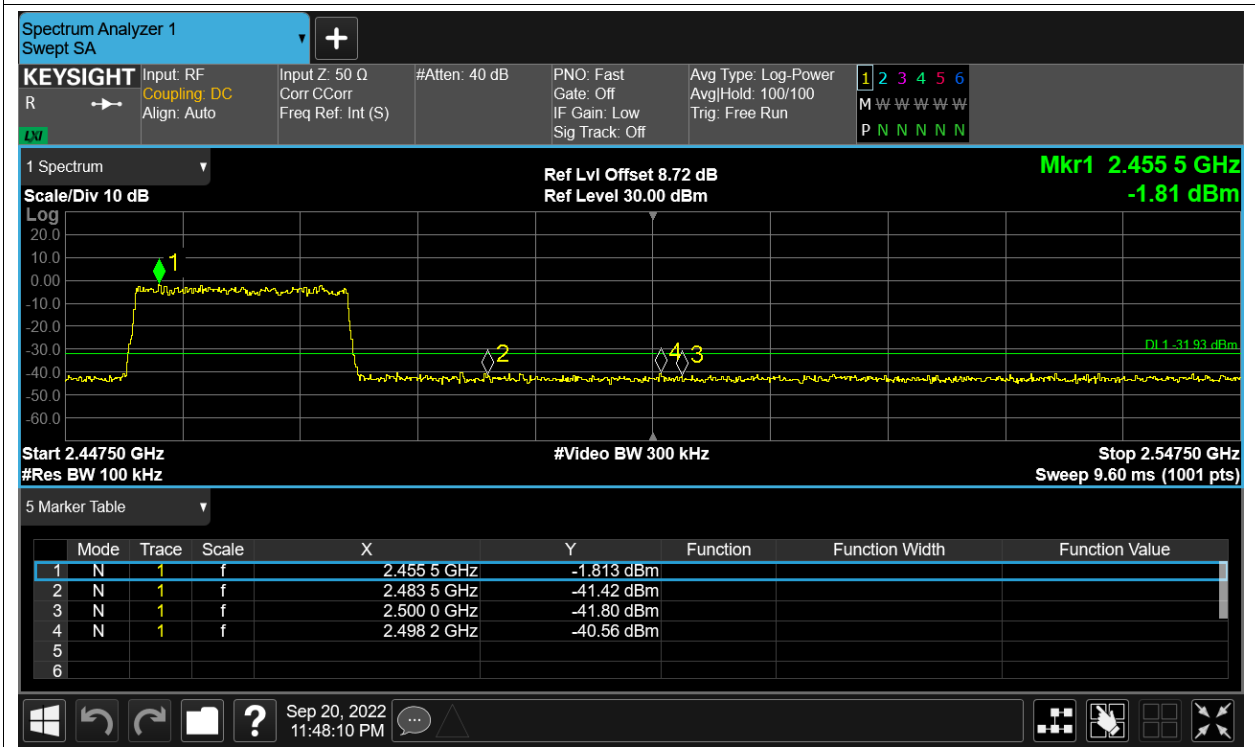 Spectrum Analyzer 1
Swept SA
KEYSIGHT Input: RF Input Z: 50 Ω #Atten: 40 dB PNO: Fast Avg Type: Log-Power 1 2 3 4 5 6
R Coupling: DC Corr CCorr Gate: Off Avg|Hold: 100/100 M W W W W W W
Align: Auto Freq Ref: Int (S) IF Gain: Low Trig: Free Run
LXI Sig Track: Off P N N N N N
1 Spectrum Ref Lvl Offset 8.72 dB Mkr1 2.455 5 GHz
Scale/Div 10 dB Ref Level 30.00 dBm -1.81 dBm
Log
20.0
10.0 1
0.00
-10.0
-20.0
-30.0 2 4 3 DL1 -31.93 dBm
-40.0
-50.0
-60.0
Start 2.44750 GHz #Video BW 300 kHz Stop 2.54750 GHz
#Res BW 100 kHz Sweep 9.60 ms (1001 pts)
5 Marker Table
Mode Trace Scale X Y Function Function Width Function Value
1 N 1 f 2.455 5 GHz -1.813 dBm
2 N 1 f 2.483 5 GHz -41.42 dBm
3 N 1 f 2.500 0 GHz -41.80 dBm
4 N 1 f 2.498 2 GHz -40.56 dBm
5
6
? Sep 20, 2022
11:48:10 PM